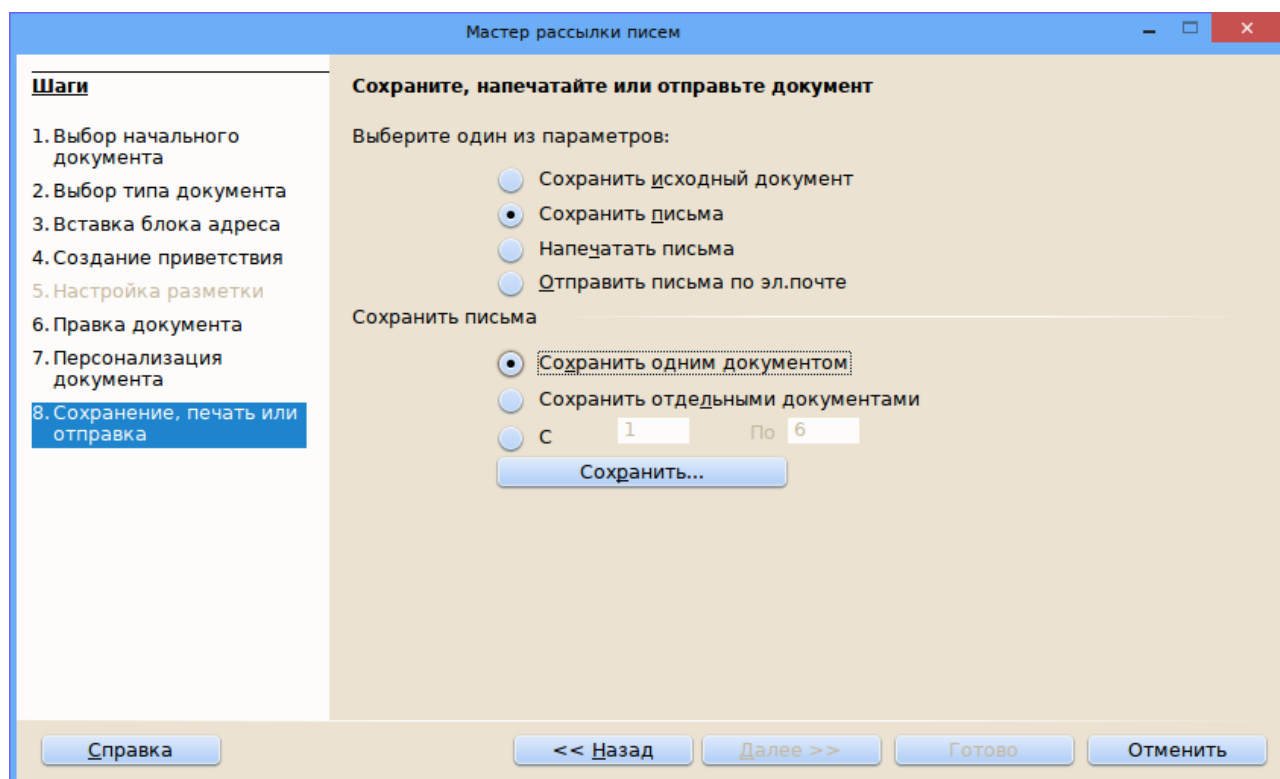 Мастер рассылки писем
Шаги
1. Выбор начального
документа
2. Выбор типа документа
3. Вставка блока адреса
4. Создание приветствия
5. Настройка разметки
6. Правка документа
7. Персонализация
документа
8. Сохранение, печать или
отправка
Сохраните, напечатайте или отправьте документ
Выберите один из параметров:
Сохранить исходный документ
Сохранить письма
Напечатать письма
Отправить письма по эл.почте
Сохранить письма
Сохранить одним документом
Сохранить отдельными документами
С 1 По 6
Сохранить...
Справка << Назад Далее >> Готово Отменить